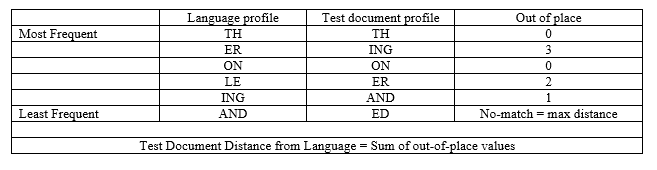 Language profile Test document profile Out of place
Most Frequent TH TH 0
ER ING 3
ON ON 0
LE ER 2
ING AND 1
Least Frequent AND ED No-match = max distance
Test Document Distance from Language = Sum of out-of-place values